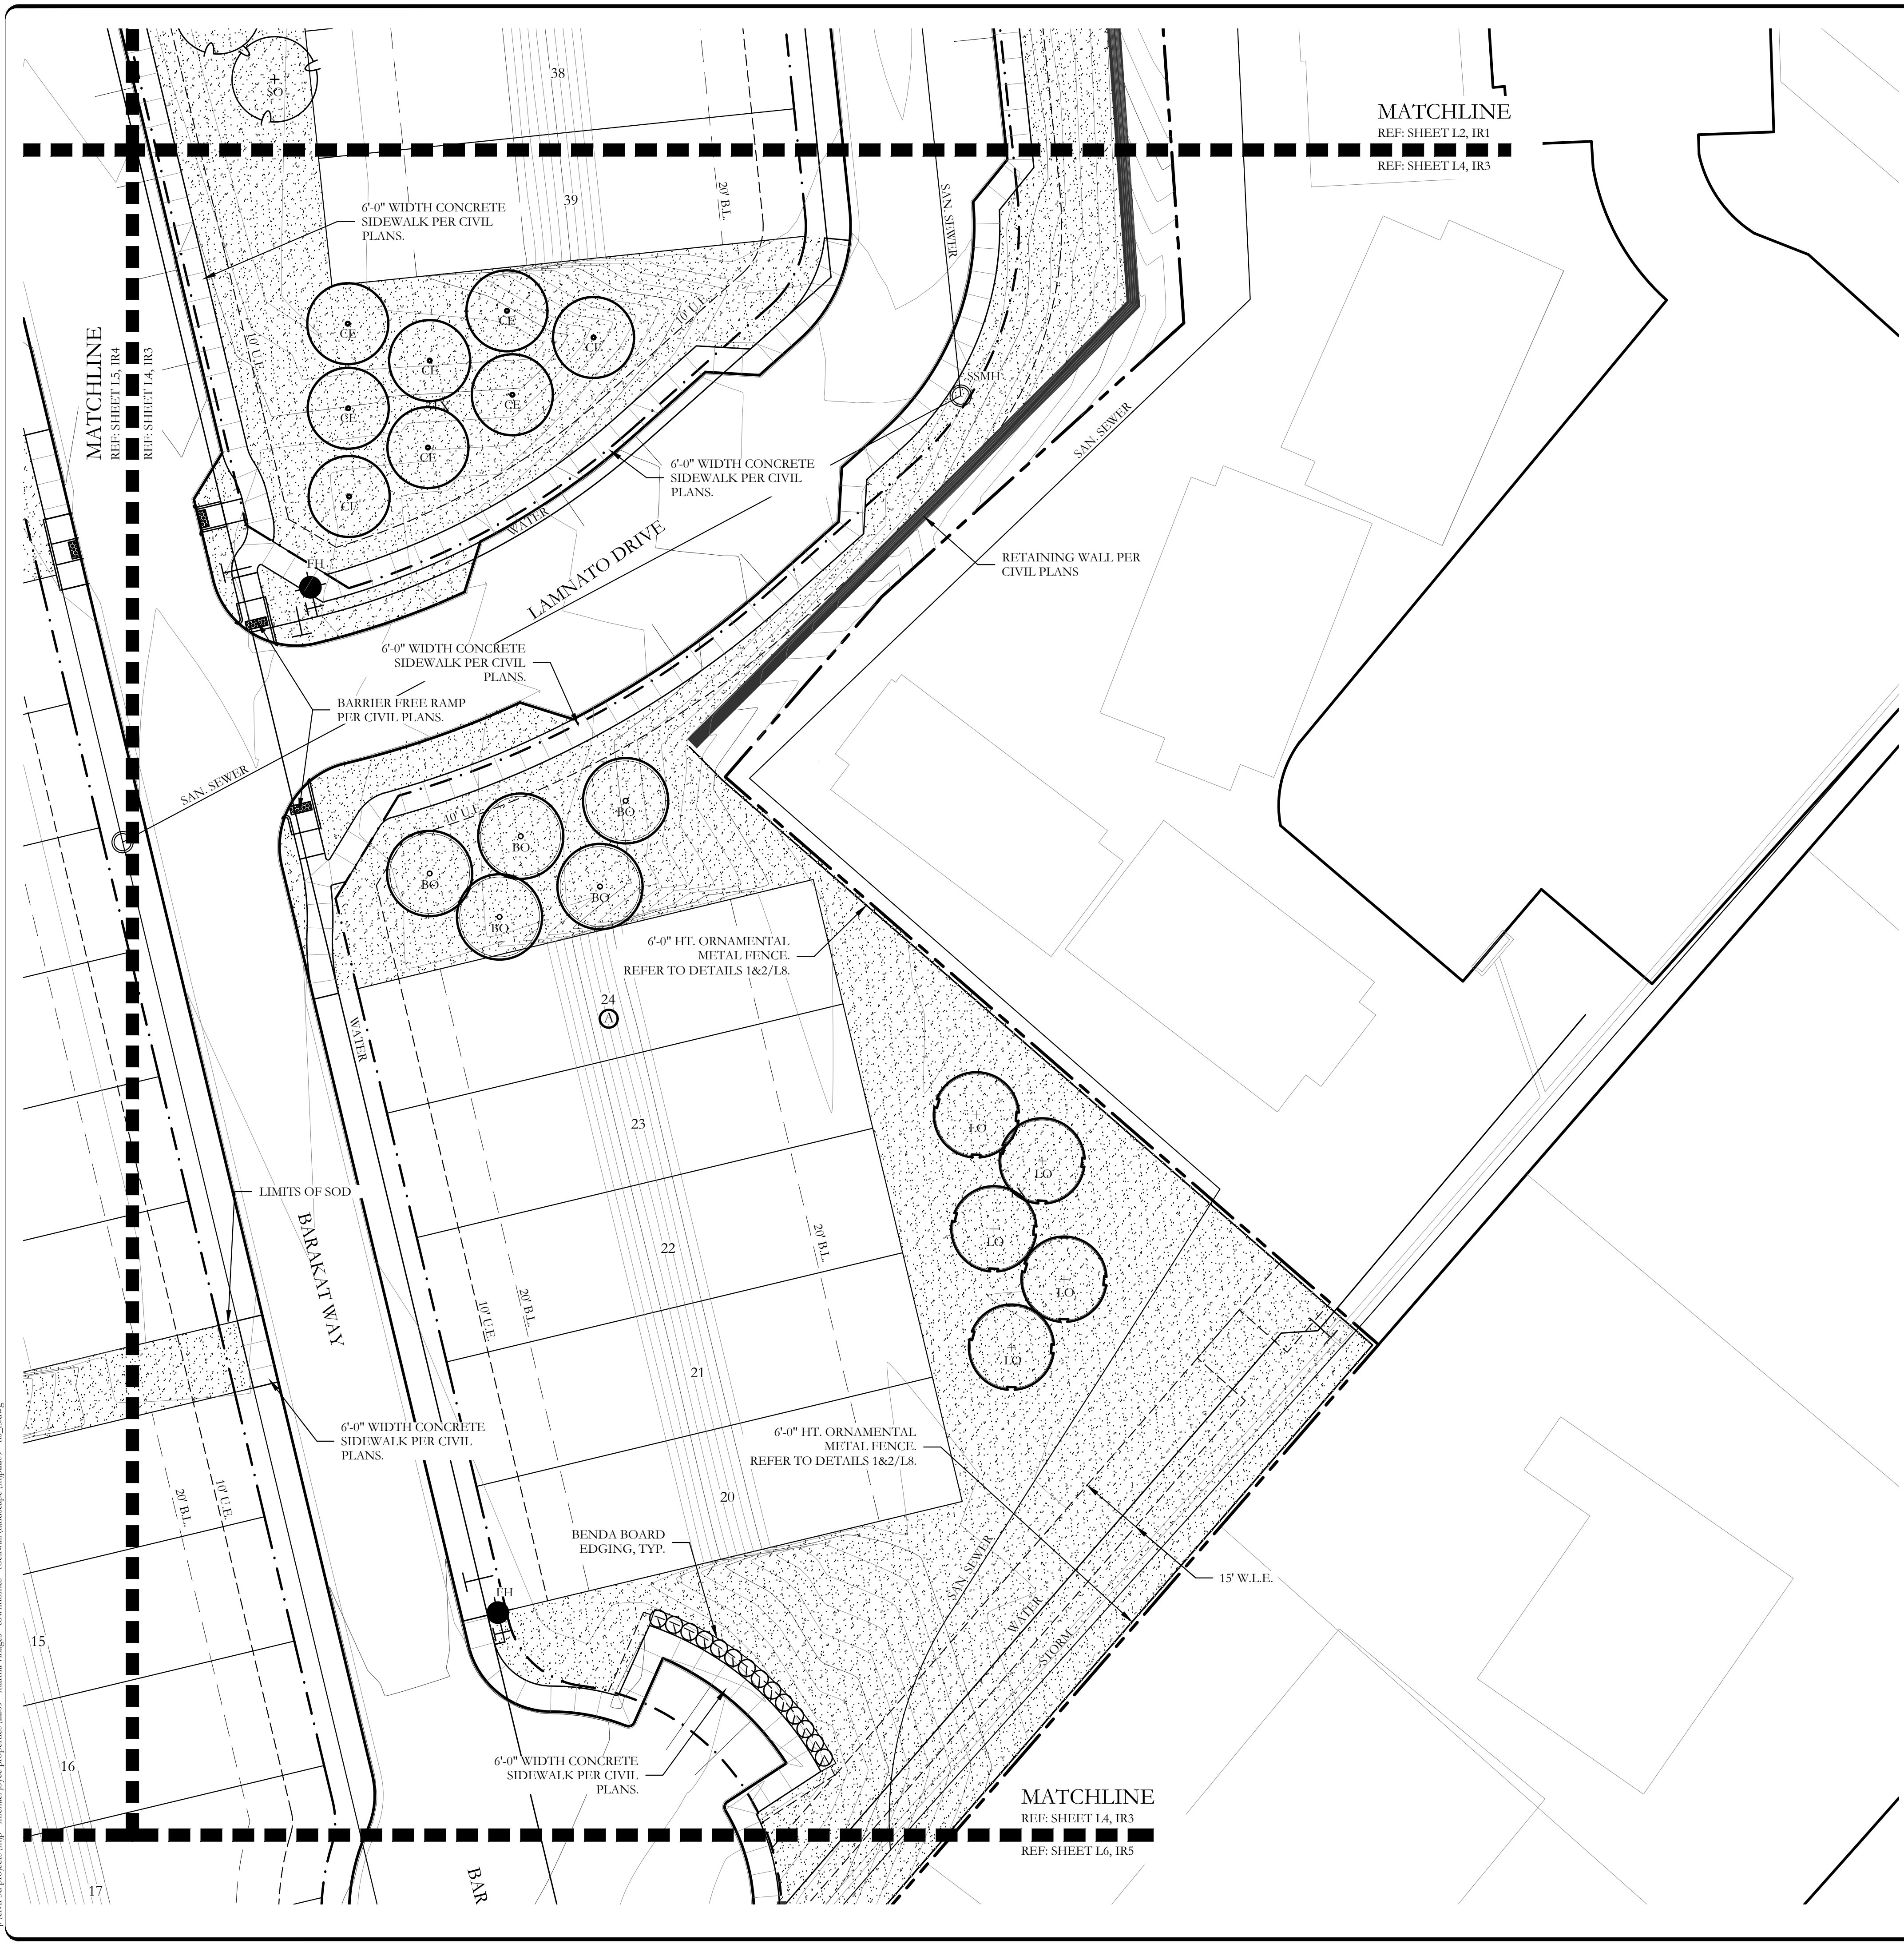 SO
38
MATCHLINE
REF: SHEET L2, IR1
REF: SHEET L4, IR3
39
20' B.L.
SAN. SEWER
6'-0" WIDTH CONCRETE
SIDEWALK PER CIVIL
PLANS.
MATCHLINE
REF: SHEET L5, IR4
REF: SHEET L4, IR3
10' U.E.
10' U.E.
CE
CE
CE
CE
CE
CE
CE
CE
SSMH
SAN. SEWER
6'-0" WIDTH CONCRETE
SIDEWALK PER CIVIL
PLANS.
WATER
LAMNATO DRIVE
FH
RETAINING WALL PER
CIVIL PLANS
6'-0" WIDTH CONCRETE
SIDEWALK PER CIVIL
PLANS.
BARRIER FREE RAMP
PER CIVIL PLANS.
SAN. SEWER
10' U.E.
BO
BO
BO
BO
BO
6'-0" HT. ORNAMENTAL
METAL FENCE.
REFER TO DETAILS 1&2/L8.
24
A
WATER
23
LO
LO
LO
LO
LO
LIMITS OF SOD
BARAKAT WAY
22
20' B.L.
10' U.E.
20' B.L.
21
6'-0" WIDTH CONCRETE
SIDEWALK PER CIVIL
PLANS.
6'-0" HT. ORNAMENTAL
METAL FENCE.
REFER TO DETAILS 1&2/L8.
20' B.L.
10' U.E.
20
BENDA BOARD
EDGING, TYP.
SAN. SEWER
15' W.L.E.
FH
WATER
STORM
15
6'-0" WIDTH CONCRETE
SIDEWALK PER CIVIL
PLANS.
16
MATCHLINE
REF: SHEET L4, IR3
REF: SHEET L6, IR5
17
BAR